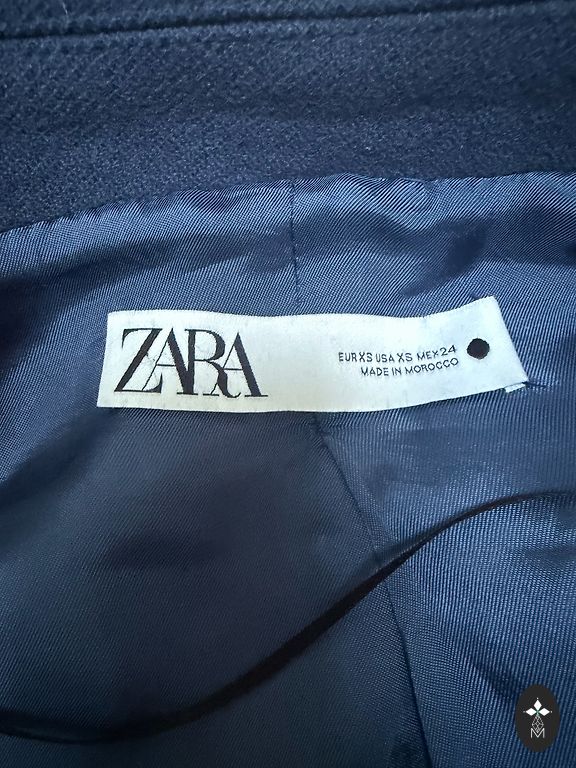 ZARA
EUR XS USA XS MEX 24
MADE IN MOROCCO
M